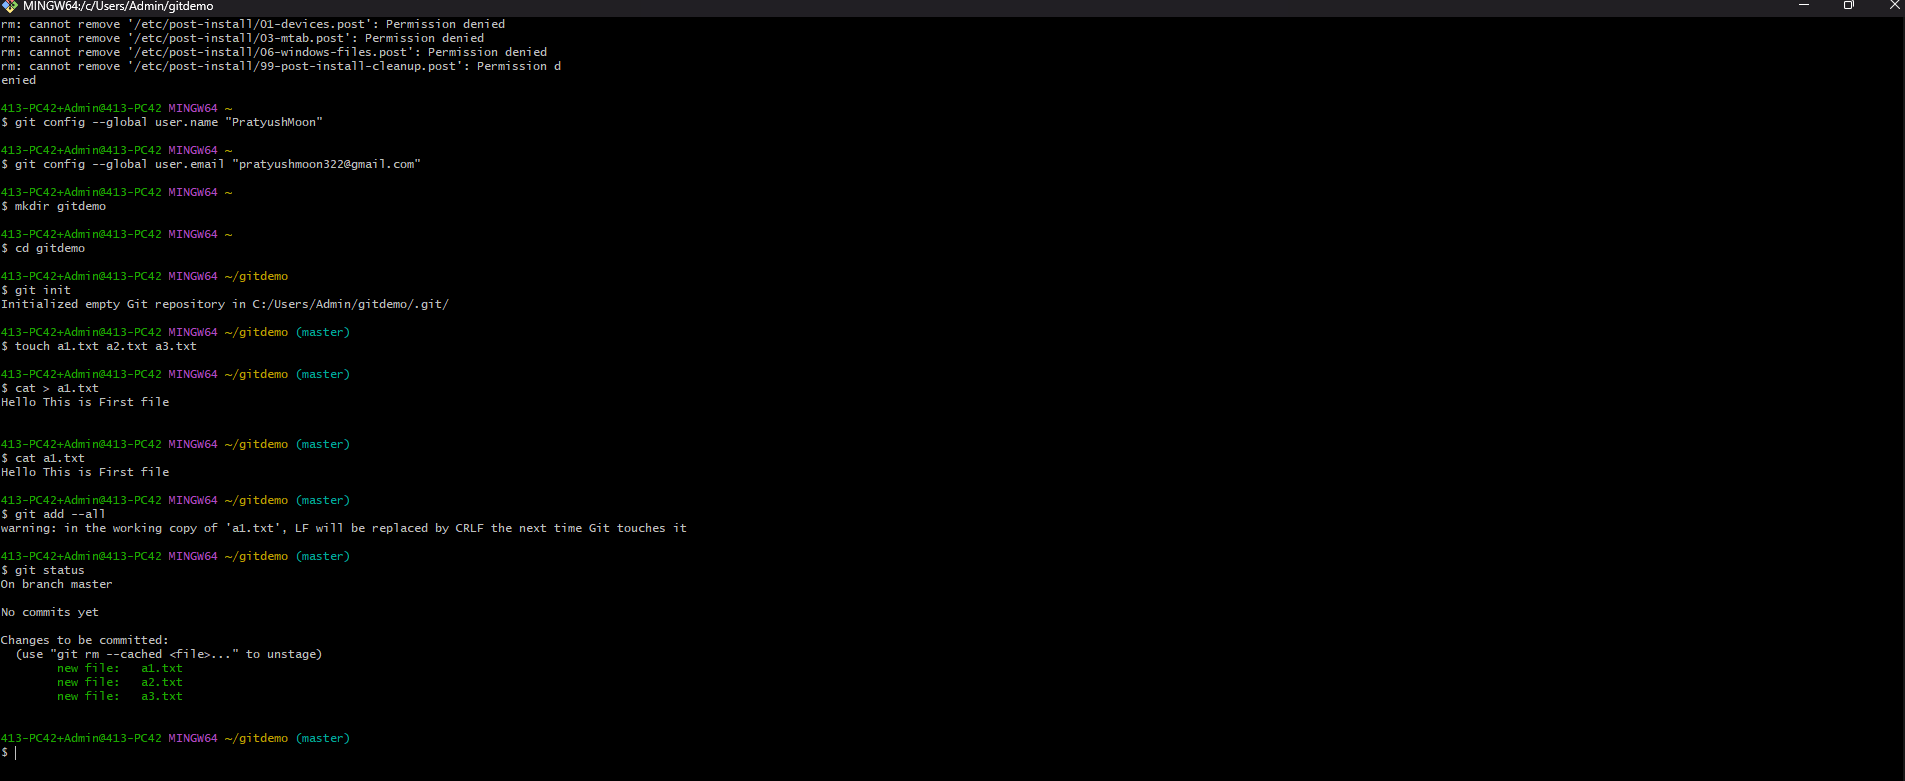 MINGW64:/c/Users/Admin/gitdemo
rm: cannot remove '/etc/post-install/01-devices.post': Permission denied
rm: cannot remove '/etc/post-install/03-mtab.post': Permission denied
rm: cannot remove '/etc/post-install/06-windows-files.post': Permission denied
rm: cannot remove '/etc/post-install/99-post-install-cleanup.post': Permission d
enied
413-PC42+Admin@413-PC42 MINGW64 ~
$ git config --global user.name "PratyushMoon"
413-PC42+Admin@413-PC42 MINGW64 ~
$ git config --global user.email "pratyushmoon322@gmail.com"
413-PC42+Admin@413-PC42 MINGW64 ~
$ mkdir gitdemo
413-PC42+Admin@413-PC42 MINGW64 ~
$ cd gitdemo
413-PC42+Admin@413-PC42 MINGW64 ~/gitdemo
$ git init
Initialized empty Git repository in C:/Users/Admin/gitdemo/.git/
413-PC42+Admin@413-PC42 MINGW64 ~/gitdemo (master)
$ touch a1.txt a2.txt a3.txt
413-PC42+Admin@413-PC42 MINGW64 ~/gitdemo (master)
$ cat > a1.txt
Hello This is First file
413-PC42+Admin@413-PC42 MINGW64 ~/gitdemo (master)
$ cat a1.txt
Hello This is First file
413-PC42+Admin@413-PC42 MINGW64 ~/gitdemo (master)
$ git add --all
warning: in the working copy of 'a1.txt', LF will be replaced by CRLF the next time Git touches it
413-PC42+Admin@413-PC42 MINGW64 ~/gitdemo (master)
$ git status
On branch master
No commits yet
Changes to be committed:
(use "git rm --cached <file>..." to unstage)
new file: a1.txt
new file: a2.txt
new file: a3.txt
413-PC42+Admin@413-PC42 MINGW64 ~/gitdemo (master)
$